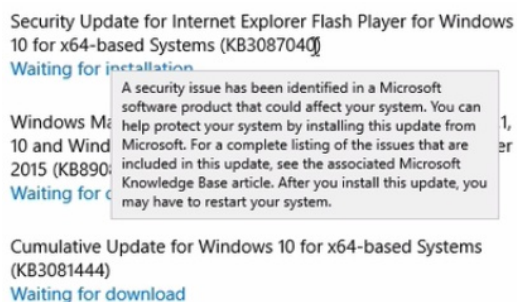 Security Update for Internet Explorer Flash Player for Windows
10 for x64-based Systems (KB3087040)
Waiting for installation
A security issue has been identified in a Microsoft
software product that could affect your system. You can
help protect your system by installing this update from
Microsoft. For a complete listing of the issues that are
included in this update, see the associated Microsoft
Knowledge Base article. After you install this update, you
may have to restart your system.
Windows
10 and
2015
Waiting for
Cumulative Update for Windows 10 for x64-based Systems
(KB3081444)
Waiting for download